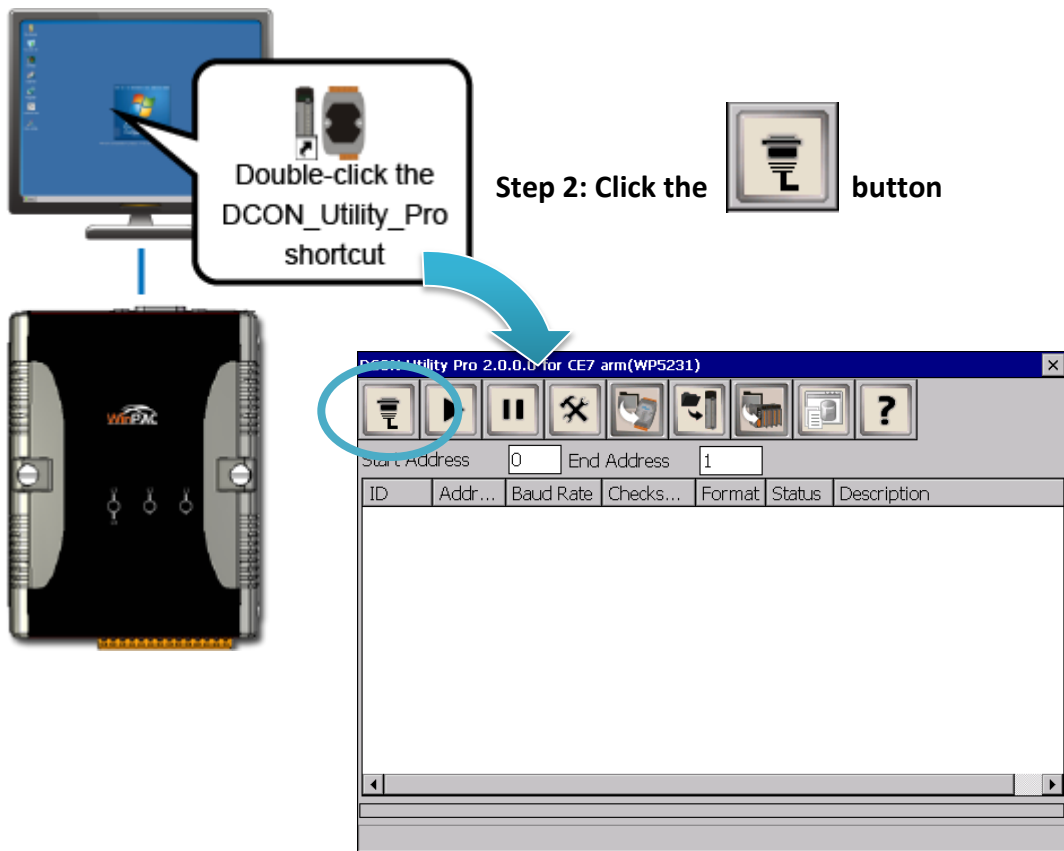 Double-click the
DCON_Utility_Pro
shortcut
Step 2: Click the button
WinPAC
DCON Utility Pro 2.0.0.0 for CE7 arm(WP5231)
Start Address 0 End Address 1
ID Addr... Baud Rate Checks... Format Status Description